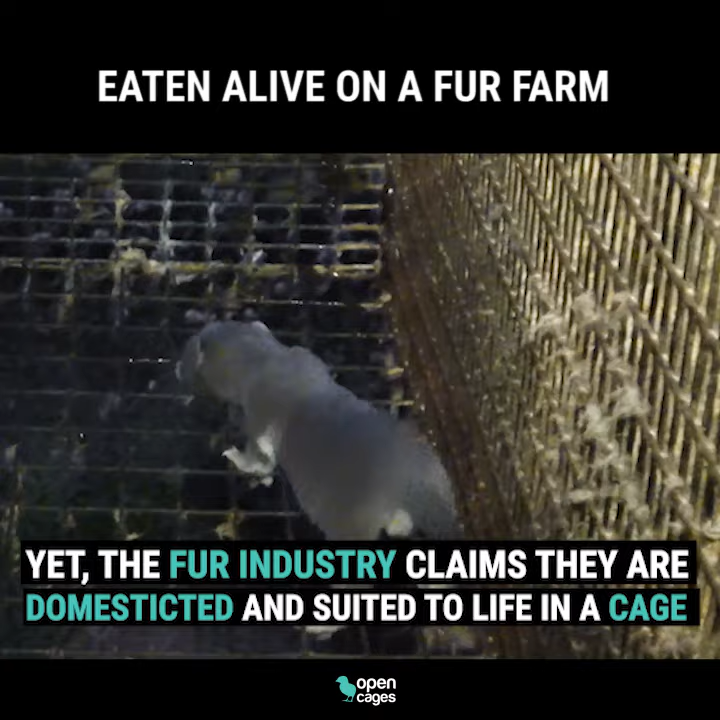 EATEN ALIVE ON A FUR FARM
YET, THE FUR INDUSTRY CLAIMS THEY ARE
DOMESTICTED AND SUITED TO LIFE IN A CAGE
open
cages